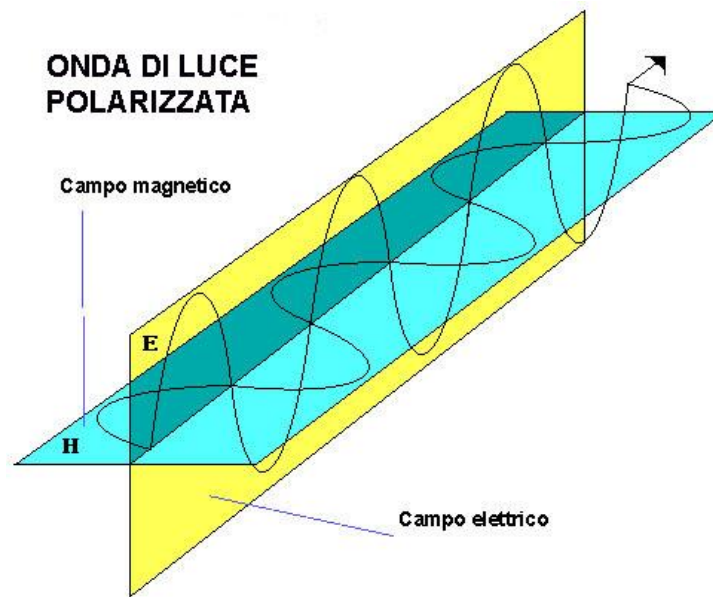 ONDA DI LUCE
POLARIZZATA
Campo magnetico
E
H
Campo elettrico